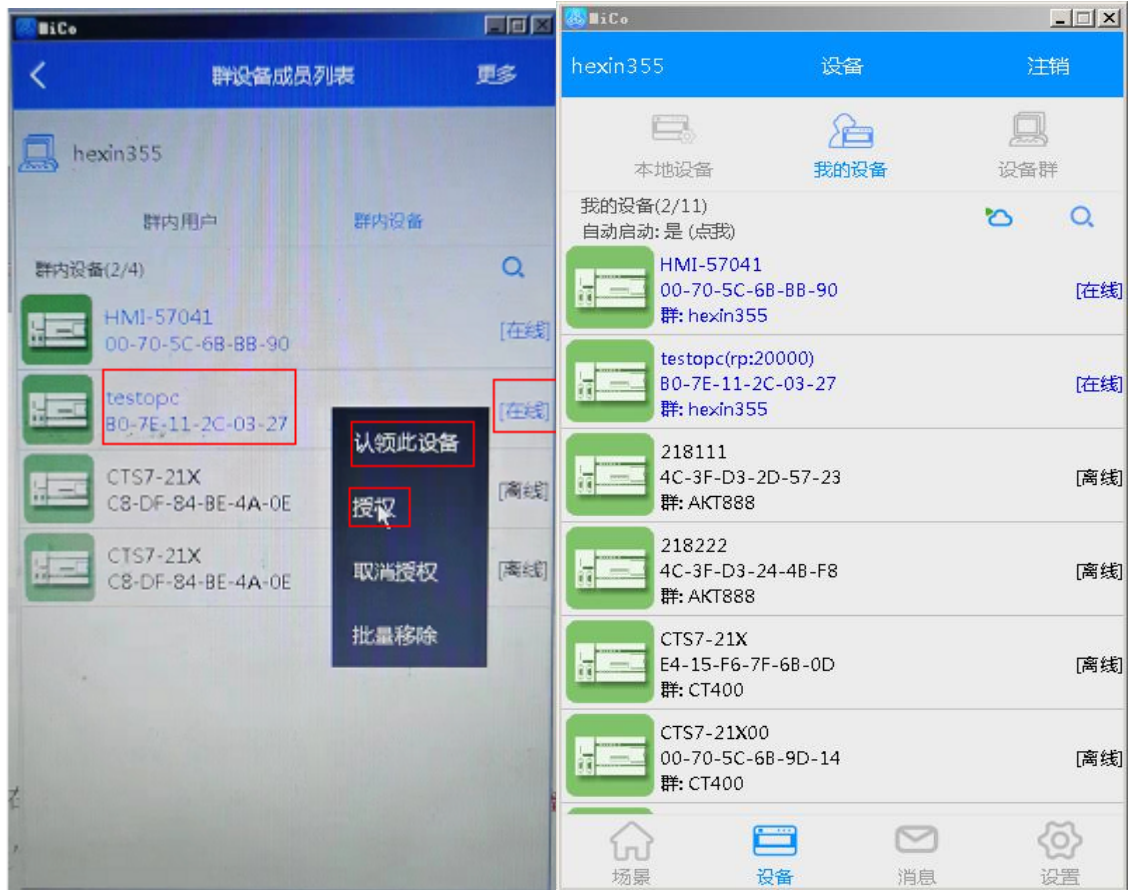 MiCo
群设备成员列表
更多
hexin355
群内用户
群内设备
群内设备(2/4)
HMI-57041
00-70-5C-6B-BB-90
[在线]
testopc
B0-7E-11-2C-03-27
[在线]
CTS7-21X
C8-DF-84-BE-4A-0E
[离线]
CTS7-21X
C8-DF-84-BE-4A-0E
[离线]
认领此设备
授权
取消授权
批量移除
MiCo
hexin355
设备
注销
本地设备
我的设备
设备群
我的设备(2/11)
自动启动: 是 (点我)
HMI-57041
00-70-5C-6B-BB-90
群: hexin355
[在线]
testopc(rp:20000)
B0-7E-11-2C-03-27
群: hexin355
[在线]
218111
4C-3F-D3-2D-57-23
群: AKT888
[离线]
218222
4C-3F-D3-24-4B-F8
群: AKT888
[离线]
CTS7-21X
E4-15-F6-7F-6B-0D
群: CT400
[离线]
CTS7-21X00
00-70-5C-6B-9D-14
群: CT400
[离线]
场景
设备
消息
设置